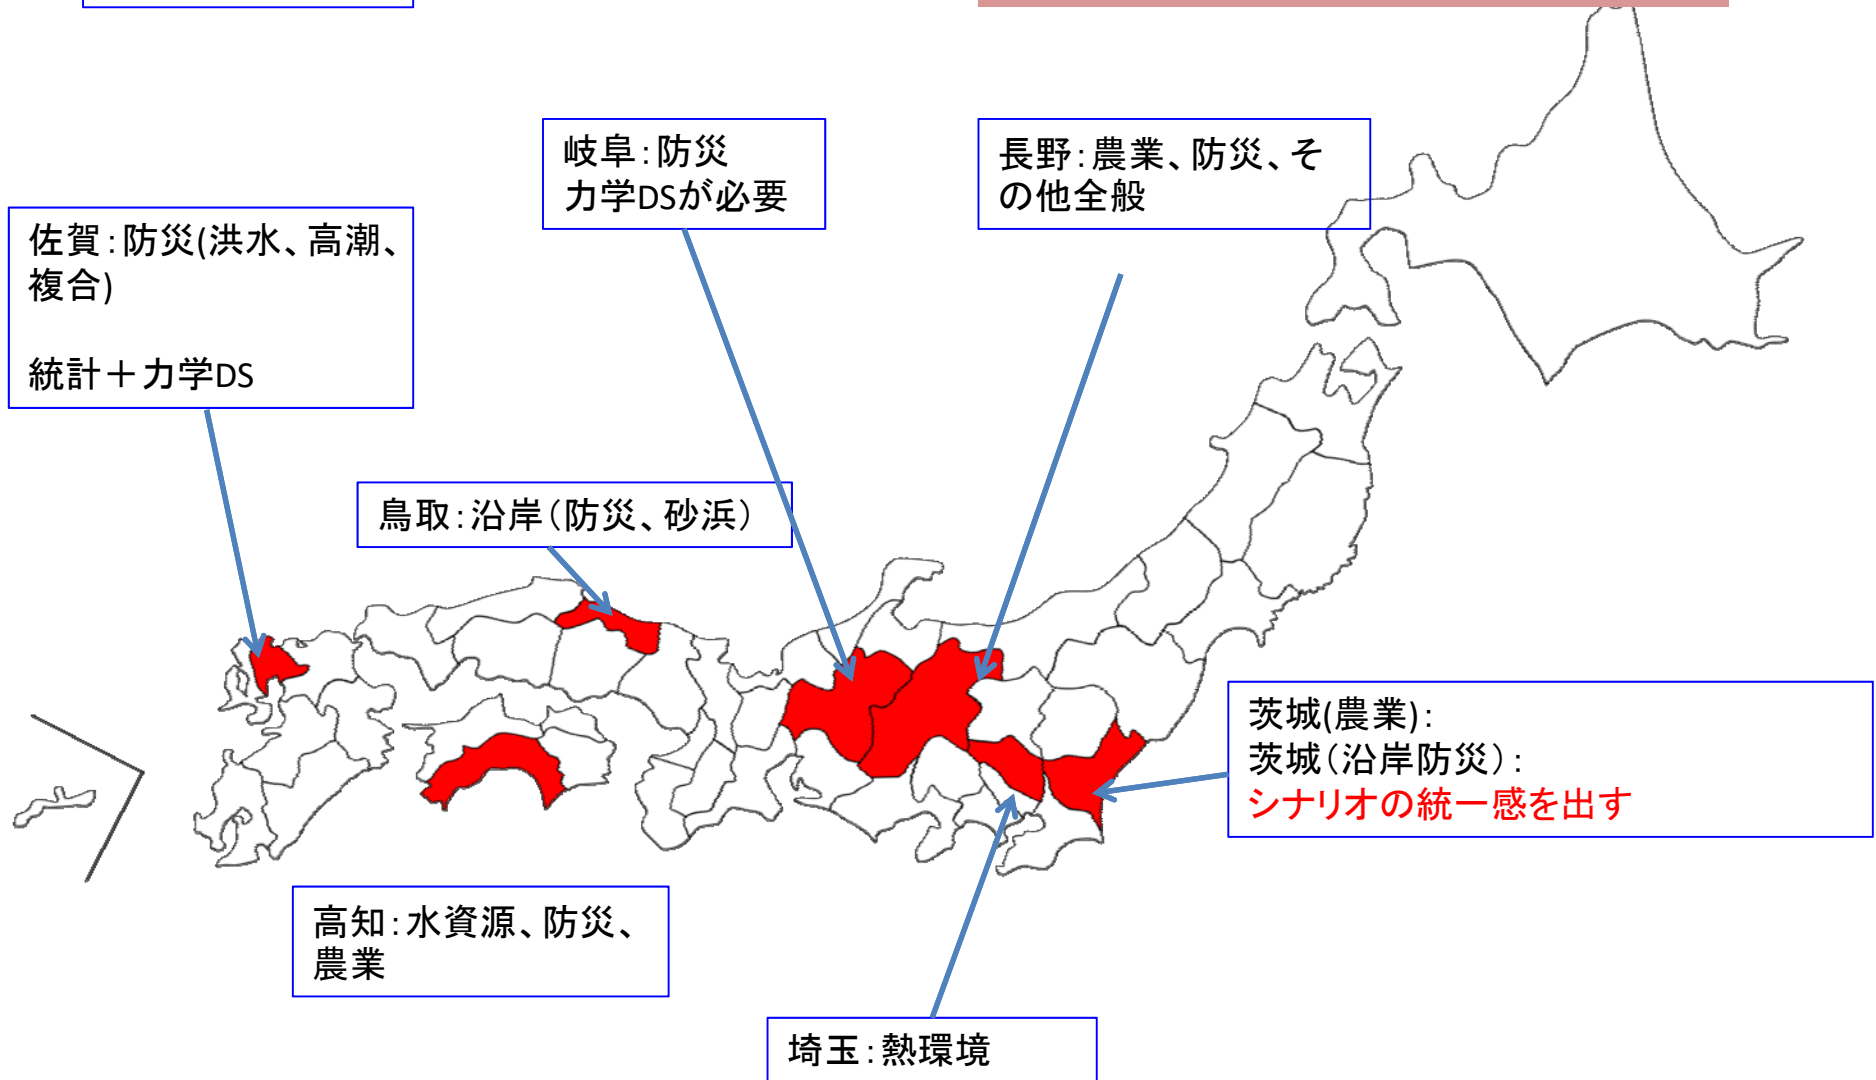 岐阜：防災
力学DSが必要
長野：農業、防災、そ
の他全般
佐賀：防災(洪水、高潮、
複合)
統計＋力学DS
鳥取：沿岸（防災、砂浜）
茨城(農業)：
茨城（沿岸防災）：
シナリオの統一感を出す
高知：水資源、防災、
農業
埼玉：熱環境